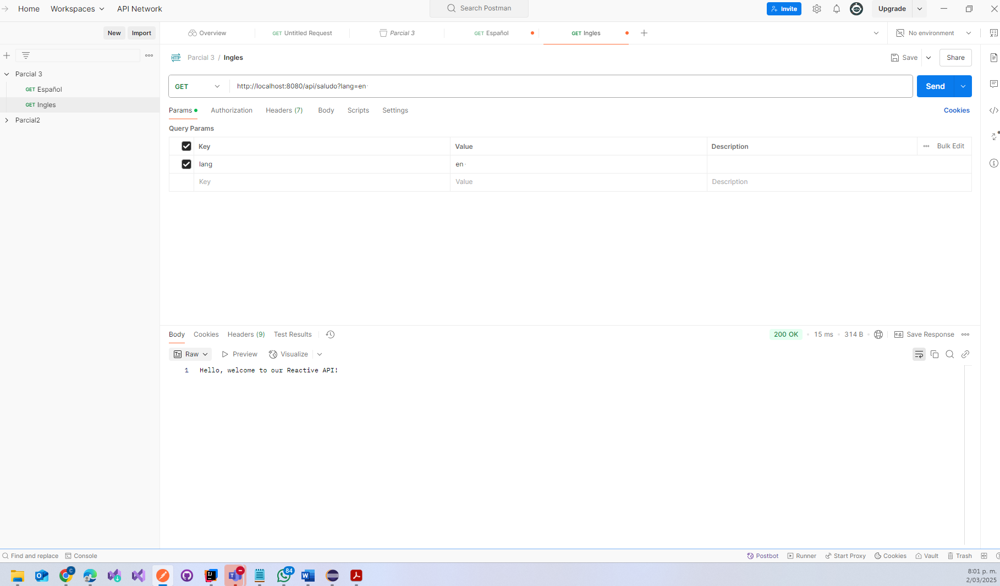 Home Workspaces API Network Search Postman Invite Upgrade
New Import Overview GET Untitled Request Parcial 3 GET Español GET Ingles No environment
HTTP Parcial 3 / Ingles Save Share
Parcial 3
GET Español
GET Ingles
Parcial2
GET http://localhost:8080/api/saludo?lang=en Send
Params Authorization Headers (7) Body Scripts Settings Cookies
Query Params
Key Value Description Bulk Edit
lang en
Key Value Description
Body Cookies Headers (9) Test Results 200 OK 15 ms 314 B e.g. Save Response
Raw Preview Visualize
1 Hello, welcome to our Reactive API!
Find and replace Console Postbot Runner Start Proxy Cookies Vault Trash
84
8:01 p. m.
2/03/2025